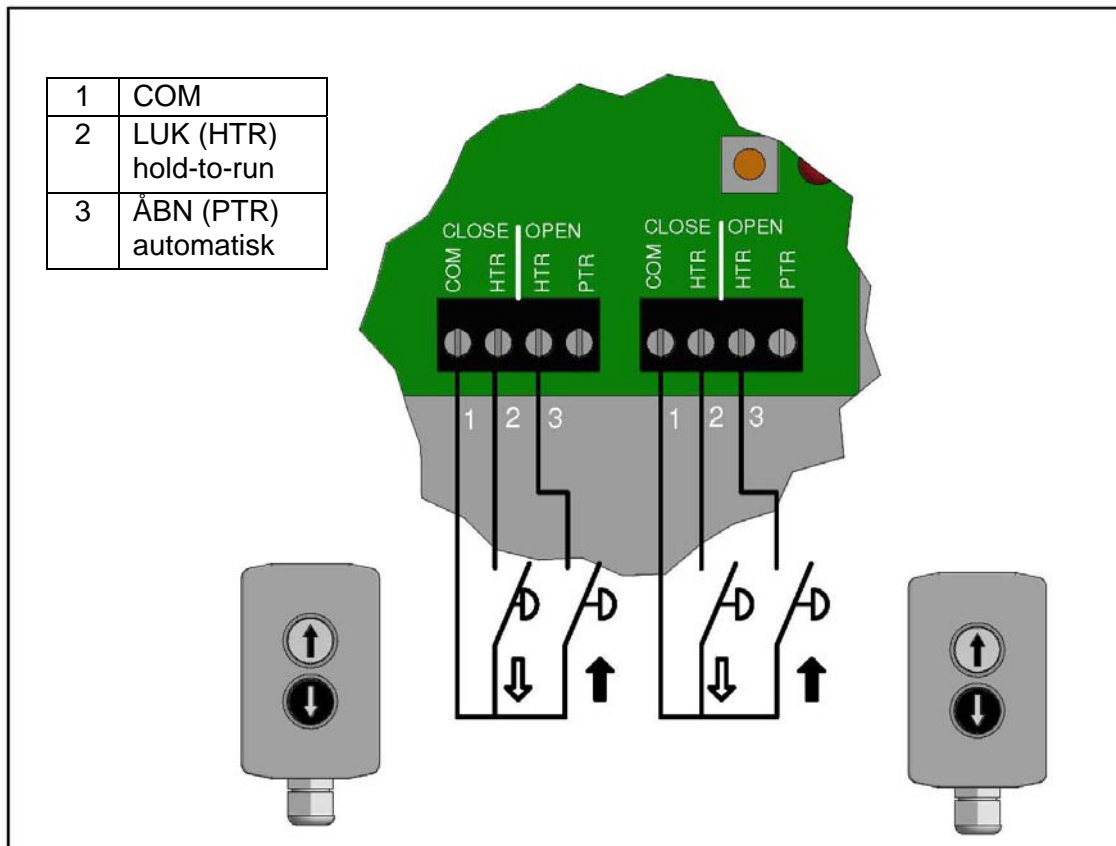 1 COM
2 LUK (HTR)
hold-to-run
3 ÅBN (PTR)
automatisk
CLOSE OPEN
COM HTR HTR PTR
CLOSE OPEN
COM HTR HTR PTR
1 2 3
1 2 3